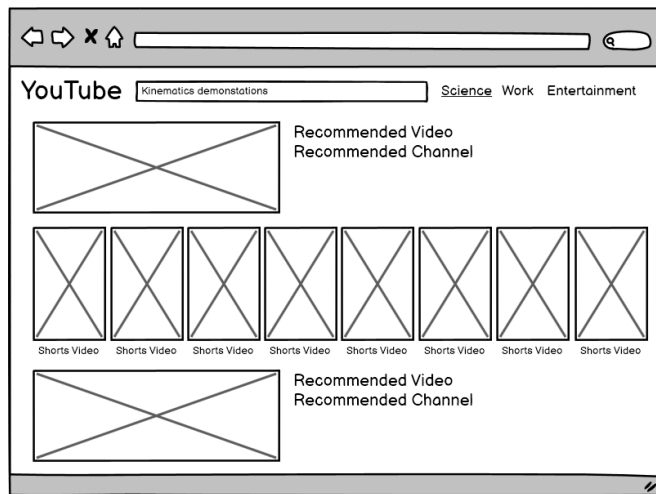 YouTube Kinematics demonstations Science Work Entertainment
Recommended Video
Recommended Channel
Shorts Video Shorts Video Shorts Video Shorts Video Shorts Video Shorts Video Shorts Video Shorts Video
Recommended Video
Recommended Channel